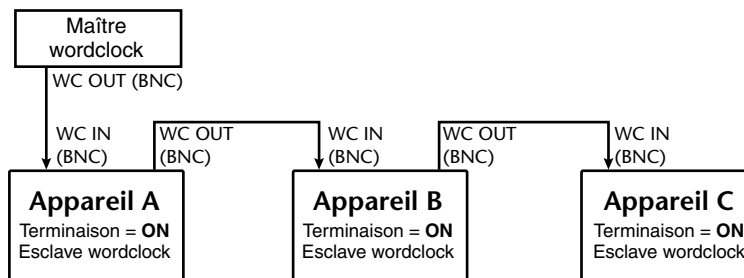 Maître
wordclock
WC OUT (BNC)
WC IN
(BNC)
WC OUT
(BNC)
WC IN
(BNC)
WC OUT
(BNC)
WC IN
(BNC)
Appareil A
Terminaison = ON
Esclave wordclock
Appareil B
Terminaison = ON
Esclave wordclock
Appareil C
Terminaison = ON
Esclave wordclock